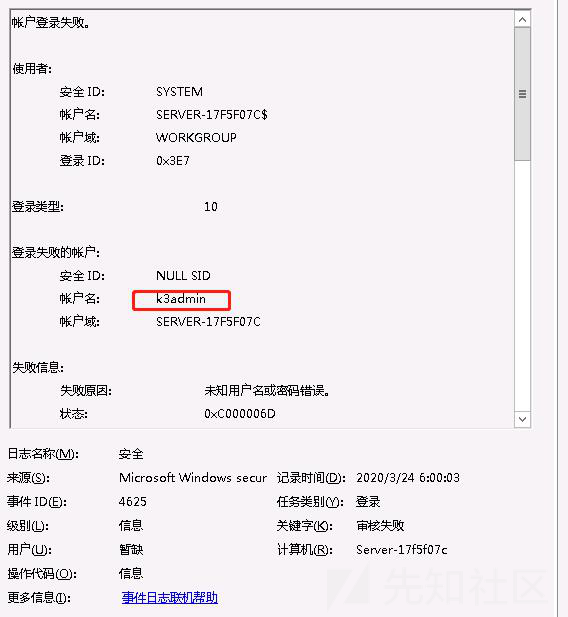 帐户登录失败。
使用者:
安全 ID: SYSTEM
帐户名: SERVER-17F5F07C$
帐户域: WORKGROUP
登录 ID: 0x3E7
登录类型: 10
登录失败的帐户:
安全 ID: NULL SID
帐户名: k3admin
帐户域: SERVER-17F5F07C
失败信息:
失败原因: 未知用户名或密码错误。
状态: 0xC000006D
日志名称(M): 安全
来源(S): Microsoft Windows secur 记录时间(D): 2020/3/24 6:00:03
事件 ID(E): 4625 任务类别(Y): 登录
级别(L): 信息 关键字(K): 审核失败
用户(U): 暂缺 计算机(R): Server-17f5f07c
操作代码(O): 信息
更多信息(I): 事件日志联机帮助
先知社区